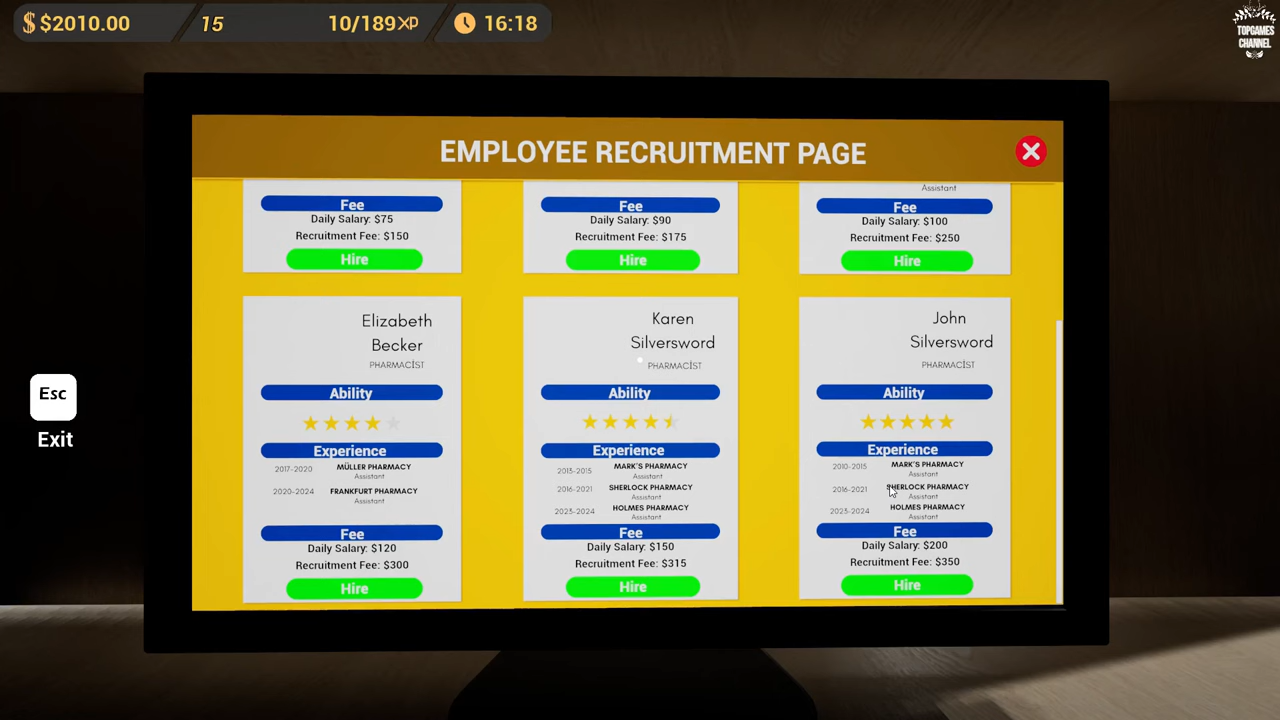 $ $2010.00
15
10/189XP
16:18
TOPGAMES
CHANNEL
EMPLOYEE RECRUITMENT PAGE
Fee
Daily Salary: $75
Recruitment Fee: $150
Hire
Fee
Daily Salary: $90
Recruitment Fee: $175
Hire
Assistant
Fee
Daily Salary: $100
Recruitment Fee: $250
Hire
Elizabeth
Becker
PHARMACİST
Ability
Experience
2017-2020 MÜLLER PHARMACY
Assistant
2020-2024 FRANKFURT PHARMACY
Assistant
Fee
Daily Salary: $120
Recruitment Fee: $300
Hire
Karen
Silversword
PHARMACİST
Ability
Experience
2013-2015 MARK'S PHARMACY
Assistant
2016-2021 SHERLOCK PHARMACY
Assistant
2023-2024 HOLMES PHARMACY
Assistant
Fee
Daily Salary: $150
Recruitment Fee: $315
Hire
John
Silversword
PHARMACİST
Ability
Experience
2010-2015 MARK'S PHARMACY
Assistant
2016-2021 SHERLOCK PHARMACY
Assistant
2023-2024 HOLMES PHARMACY
Assistant
Fee
Daily Salary: $200
Recruitment Fee: $350
Hire
Esc
Exit